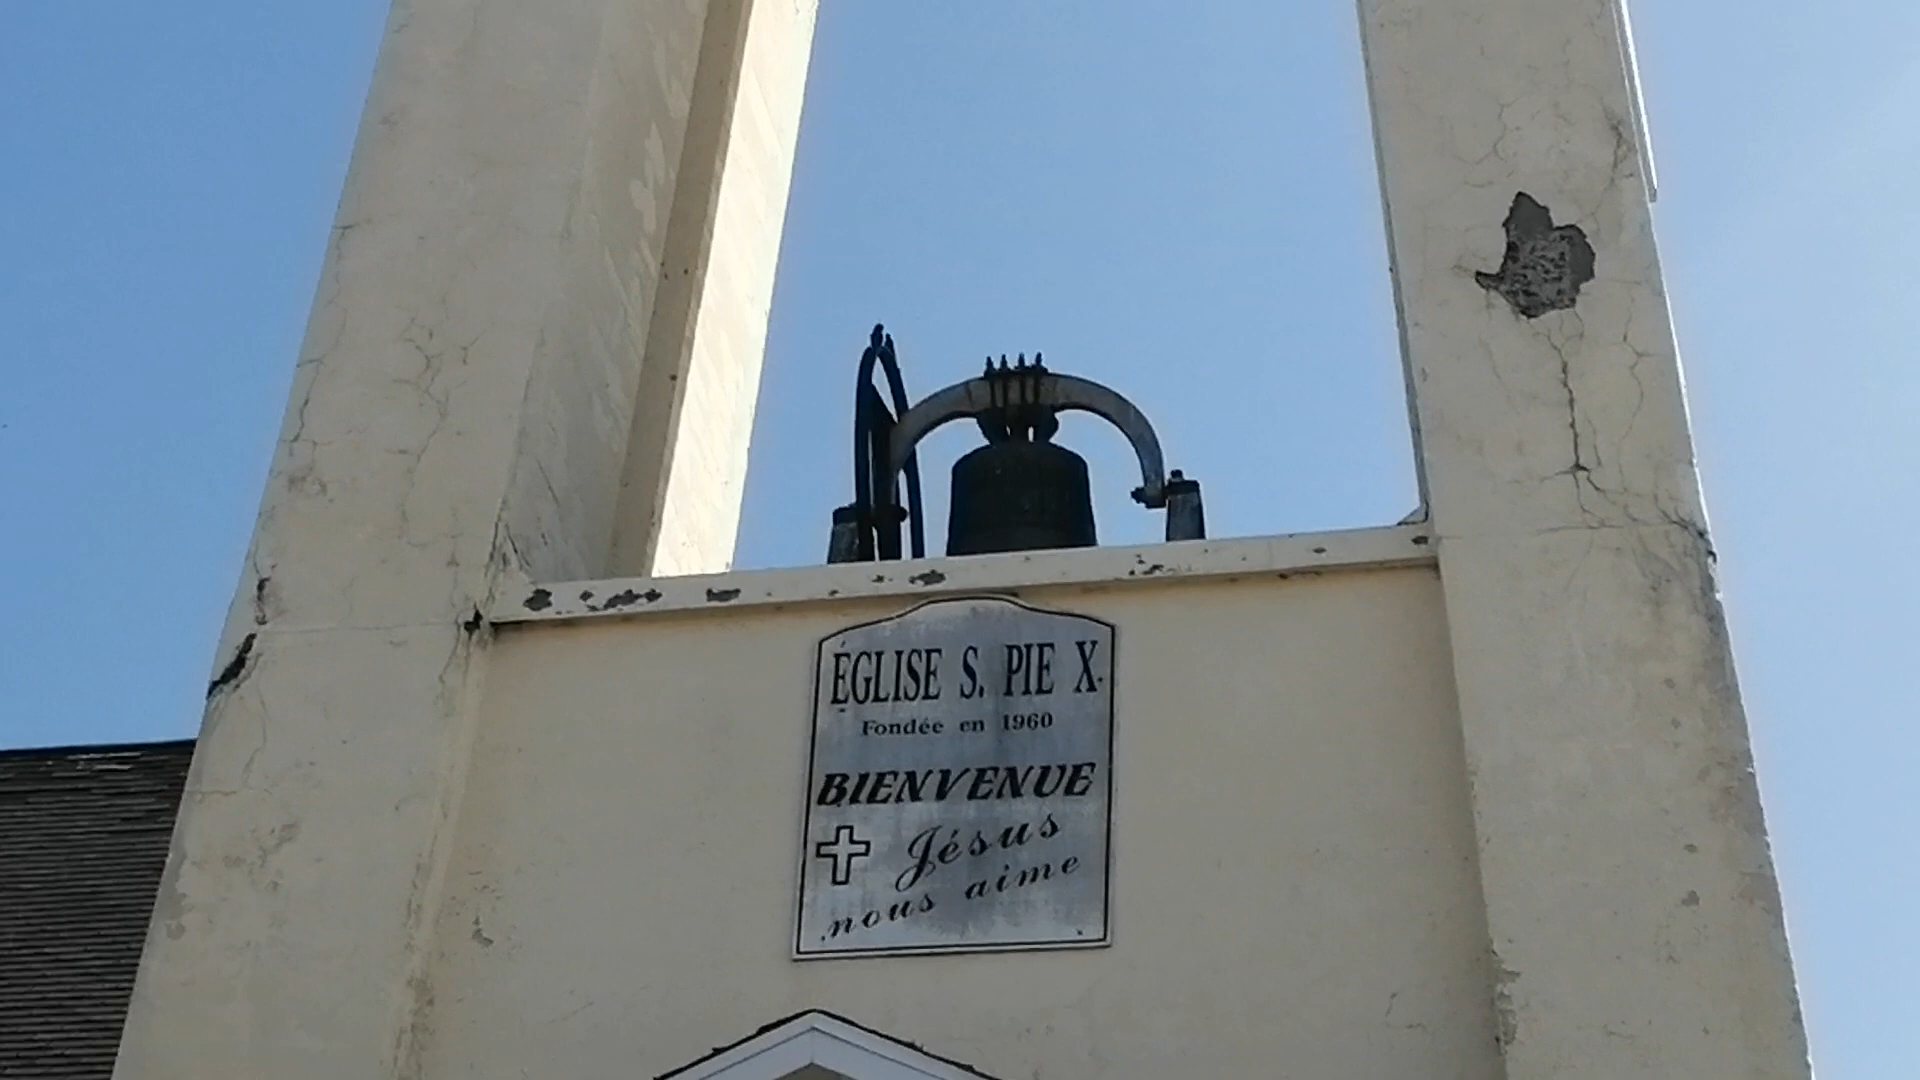 ÉGLISE S. PIE X
Fondée en 1960
BIENVENUE
Jésus
nous aime